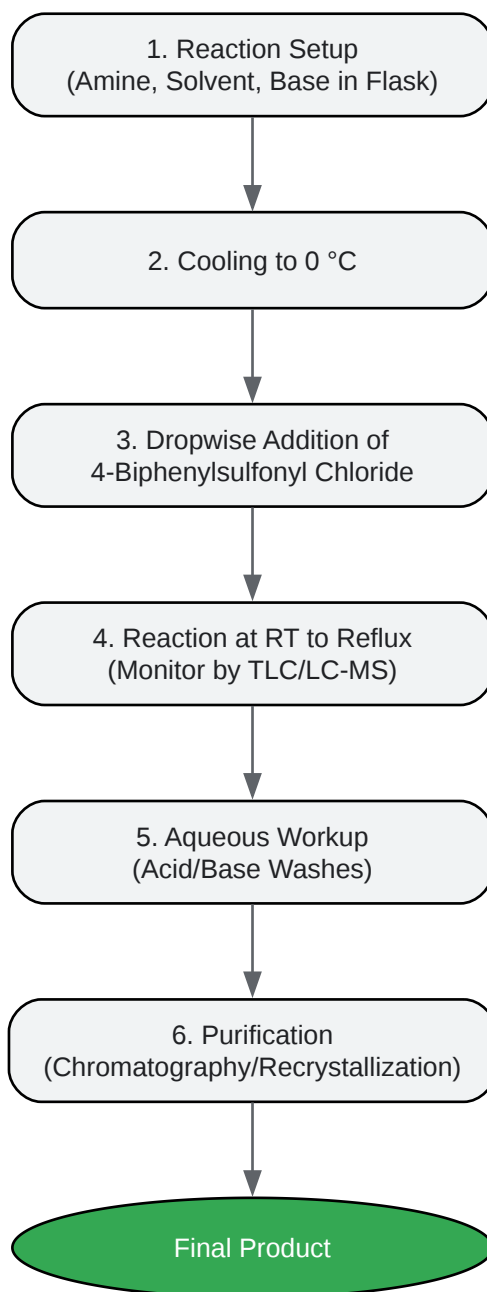 1. Reaction Setup
(Amine, Solvent, Base in Flask)
2. Cooling to 0 °C
3. Dropwise Addition of
4-Biphenylsulfonyl Chloride
4. Reaction at RT to Reflux
(Monitor by TLC/LC-MS)
5. Aqueous Workup
(Acid/Base Washes)
6. Purification
(Chromatography/Recrystallization)
Final Product